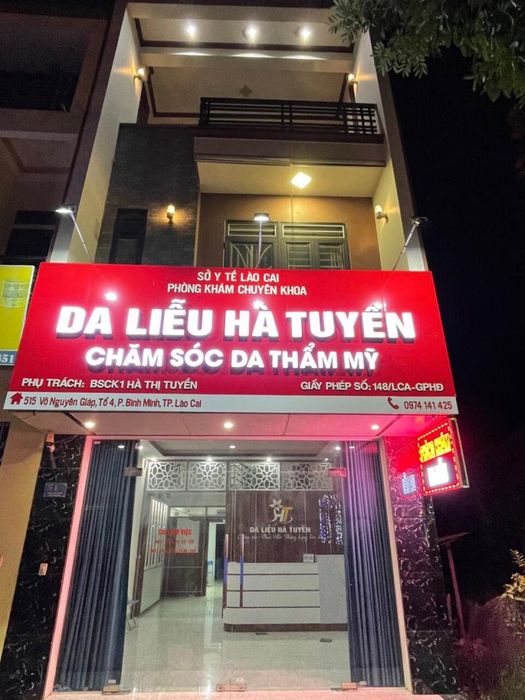 SỞ Y TẾ LÀO CAI
PHÒNG KHÁM CHUYÊN KHOA
DA LIỄU HÀ TUYỀN
CHĂM SÓC DA THẨM MỸ
PHỤ TRÁCH: BSCK1 HÀ THỊ TUYỀN
GIẤY PHÉP SỐ: 148/LCA-GPHĐ
515 Võ Nguyên Giáp, Tổ 4, P. Bình Minh, TP. Lào Cai
0974 141 425
DA LIỄU HÀ TUYỀN